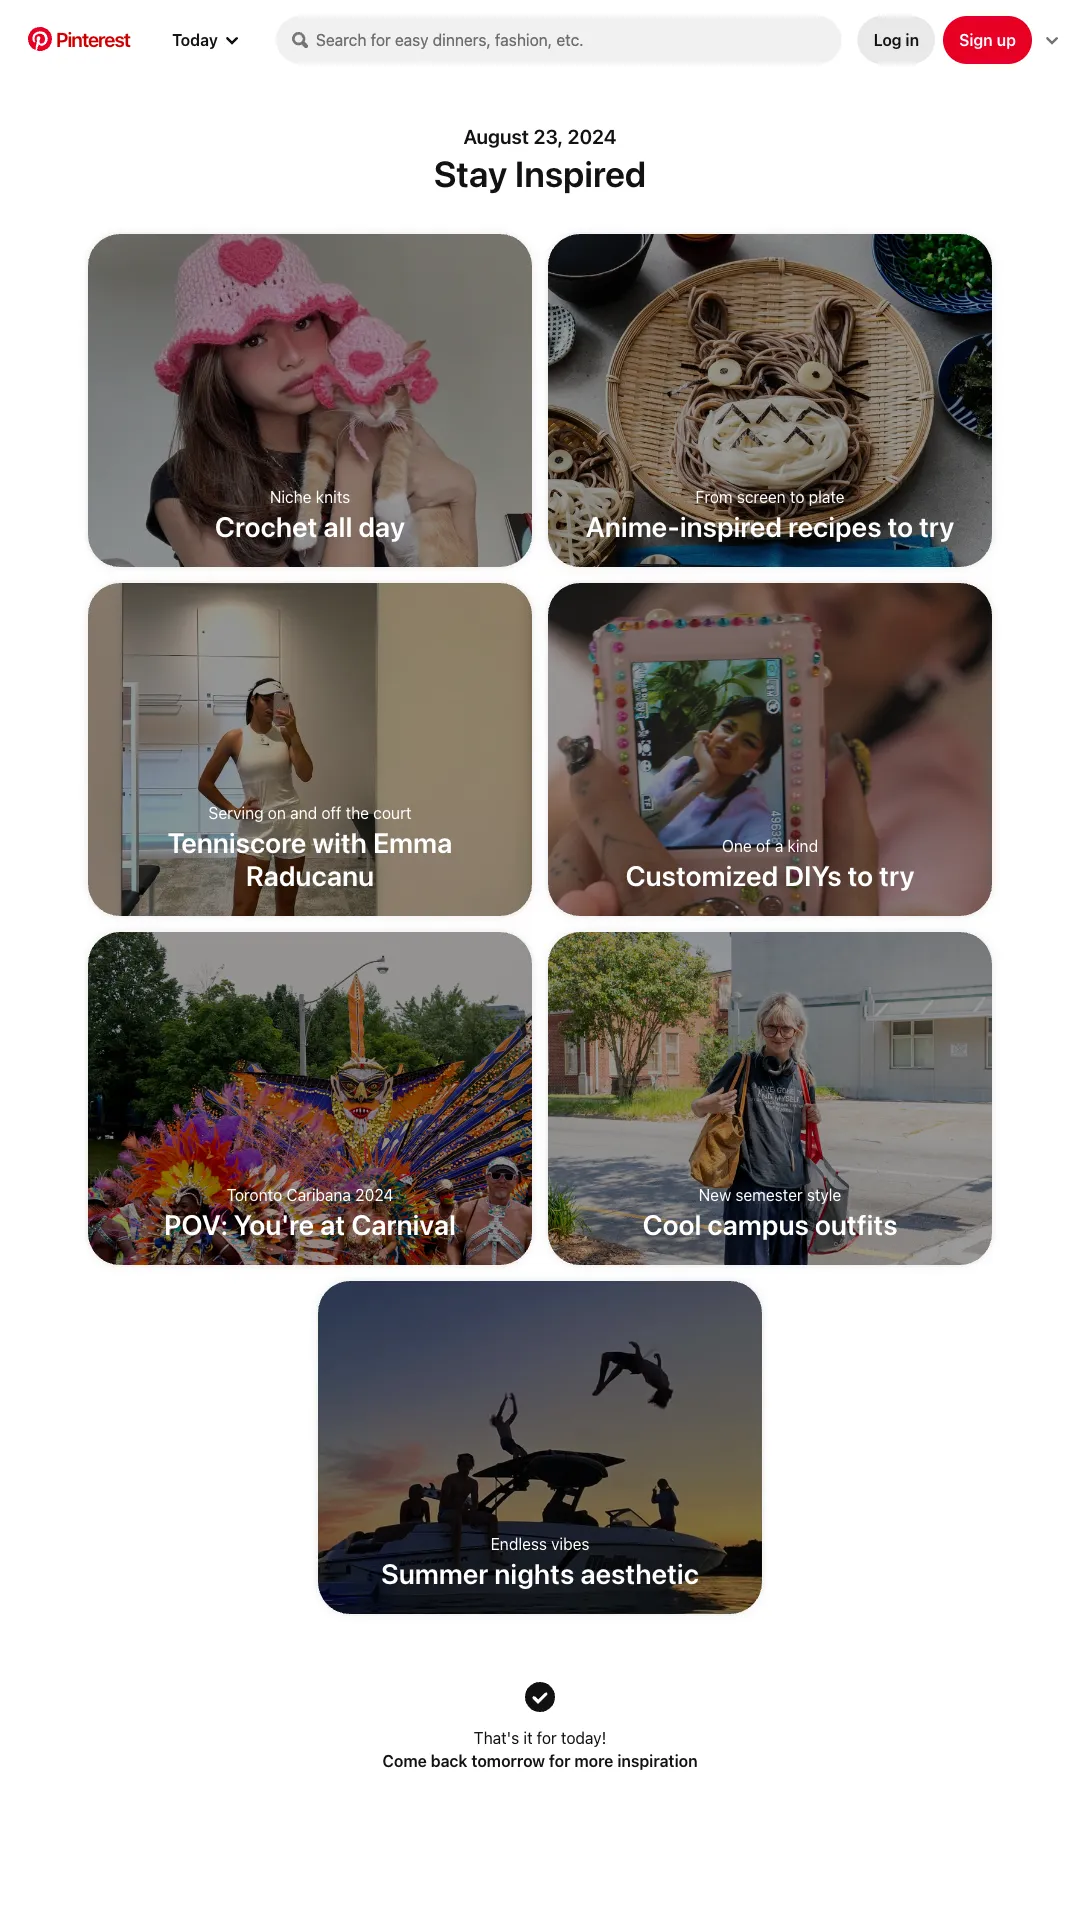 Pinterest
Today
Search for easy dinners, fashion, etc.
Log in
Sign up
August 23, 2024
Stay Inspired
Niche knits
Crochet all day
From screen to plate
Anime-inspired recipes to try
Serving on and off the court
Tenniscore with Emma
Raducanu
49638
One of a kind
Customized DIYs to try
Toronto Caribana 2024
POV: You're at Carnival
New semester style
Cool campus outfits
Endless vibes
Summer nights aesthetic
That's it for today!
Come back tomorrow for more inspiration